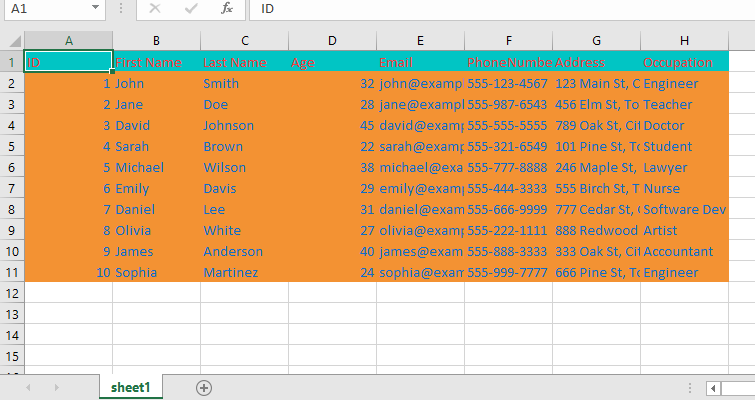 A1 fx ID
A B C D E F G H
1 ID First Name Last Name Age Email PhoneNumbe Address Occupation
2 1 John Smith 32 john@exampl 555-123-4567 123 Main St, C Engineer
3 2 Jane Doe 28 jane@exampl 555-987-6543 456 Elm St, To Teacher
4 3 David Johnson 45 david@examp 555-555-5555 789 Oak St, Cit Doctor
5 4 Sarah Brown 22 sarah@examp 555-321-6549 101 Pine St, To Student
6 5 Michael Wilson 38 michael@exa 555-777-8888 246 Maple St, Lawyer
7 6 Emily Davis 29 emily@examp 555-444-3333 555 Birch St, T Nurse
8 7 Daniel Lee 31 daniel@exam 555-666-9999 777 Cedar St, Software Dev
9 8 Olivia White 27 olivia@examp 555-222-1111 888 Redwood Artist
10 9 James Anderson 40 james@exam 555-888-3333 333 Oak St, Cit Accountant
11 10 Sophia Martinez 24 sophia@exam 555-999-7777 666 Pine St, To Engineer
12
13
14
15
sheet1